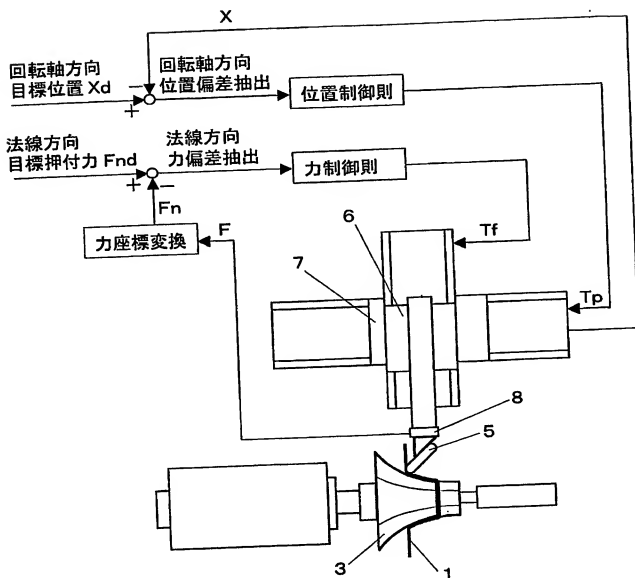 X
回転軸方向
目標位置 Xd
回転軸方向
位置偏差抽出
位置制御則
− +
法線方向
目標押付力 Fnd
法線方向
力偏差抽出
力制御則
+ −
Fn
力座標変換
F
6
7
Tf
Tp
8
5
3
1